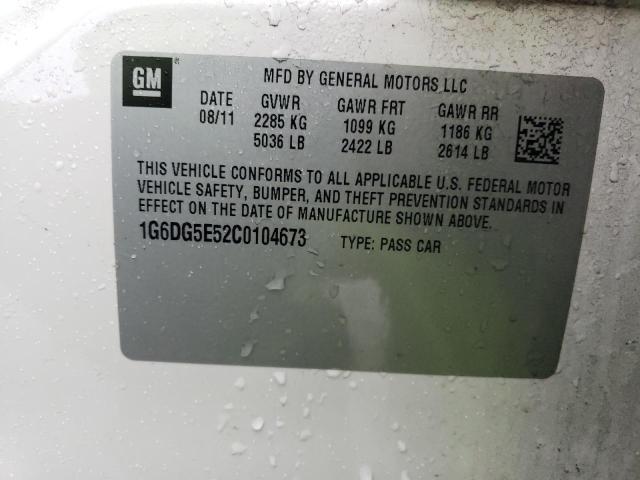 GM
MFD BY GENERAL MOTORS LLC
DATE GVWR GAWR FRT GAWR RR
08/11 2285 KG 1099 KG 1186 KG
5036 LB 2422 LB 2614 LB
THIS VEHICLE CONFORMS TO ALL APPLICABLE U.S. FEDERAL MOTOR
VEHICLE SAFETY, BUMPER, AND THEFT PREVENTION STANDARDS IN
EFFECT ON THE DATE OF MANUFACTURE SHOWN ABOVE.
1G6DG5E52C0104673 TYPE: PASS CAR